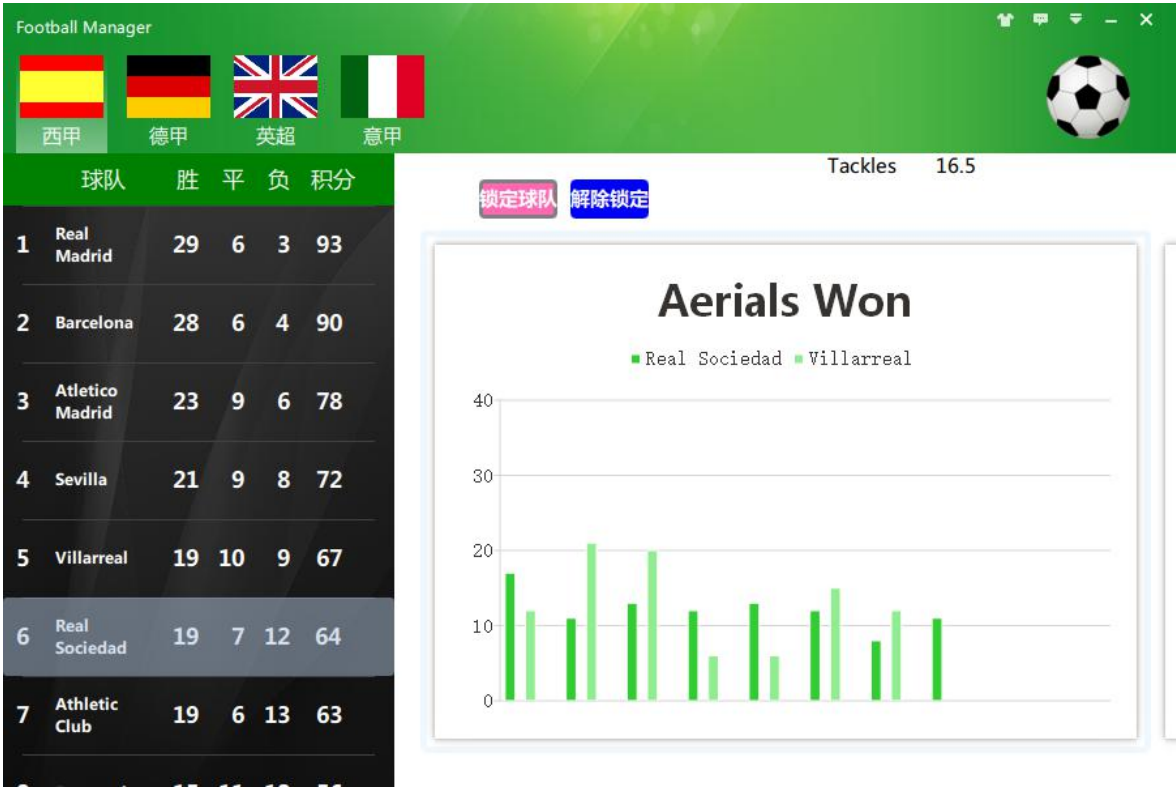 Football Manager
西甲 德甲 英超 意甲
球队 胜 平 负 积分
1 Real Madrid 29 6 3 93
2 Barcelona 28 6 4 90
3 Atletico Madrid 23 9 6 78
4 Sevilla 21 9 8 72
5 Villarreal 19 10 9 67
6 Real Sociedad 19 7 12 64
7 Athletic Club 19 6 13 63
Tackles 16.5
锁定球队 解除锁定
Aerials Won
Real Sociedad Villarreal
40
30
20
10
0